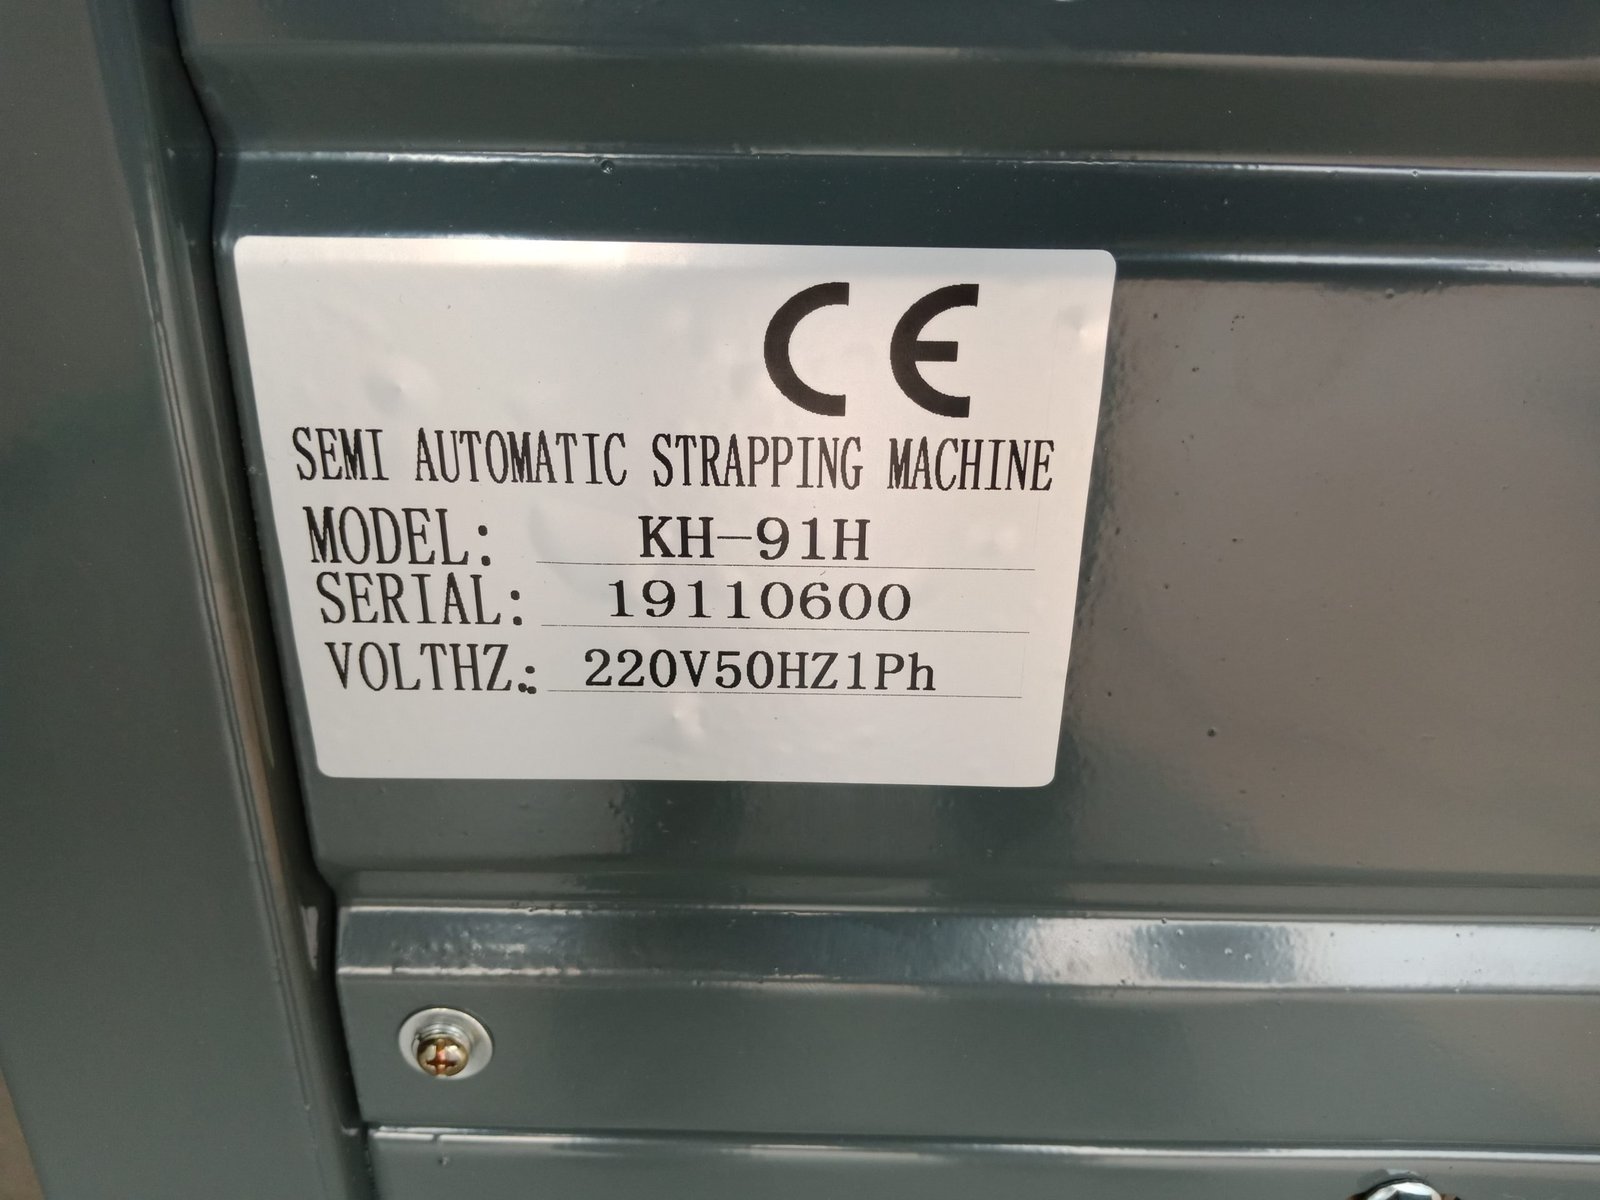 CE
SEMI AUTOMATIC STRAPPING MACHINE
MODEL: KH-91H
SERIAL: 19110600
VOLTHZ.: 220V50HZ1Ph